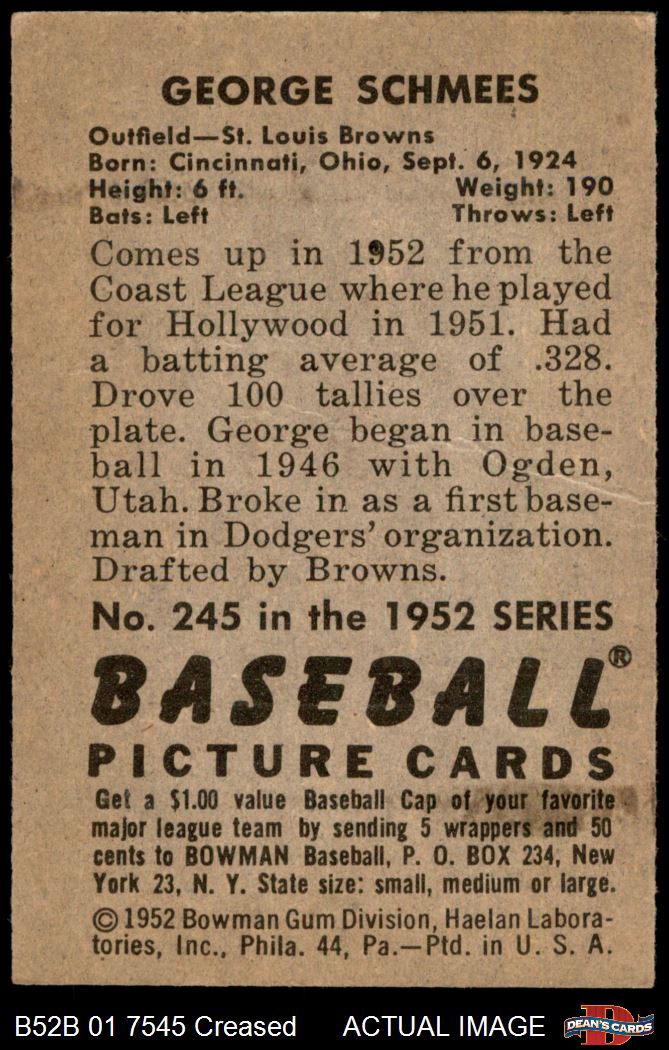 GEORGE SCHMEES
Outfield—St. Louis Browns
Born: Cincinnati, Ohio, Sept. 6, 1924
Height: 6 ft. Weight: 190
Bats: Left Throws: Left
Comes up in 1952 from the
Coast League where he played
for Hollywood in 1951. Had
a batting average of .328.
Drove 100 tallies over the
plate. George began in base-
ball in 1946 with Ogden,
Utah. Broke in as a first base-
man in Dodgers' organization.
Drafted by Browns.
No. 245 in the 1952 SERIES
BASEBALL®
PICTURE CARDS
Get a $1.00 value Baseball Cap of your favorite
major league team by sending 5 wrappers and 50
cents to BOWMAN Baseball, P. O. BOX 234, New
York 23, N. Y. State size: small, medium or large.
© 1952 Bowman Gum Division, Haelan Labora-
tories, Inc., Phila. 44, Pa.—Ptd. in U. S. A.
B52B 01 7545 Creased ACTUAL IMAGE DEAN'S CARDS